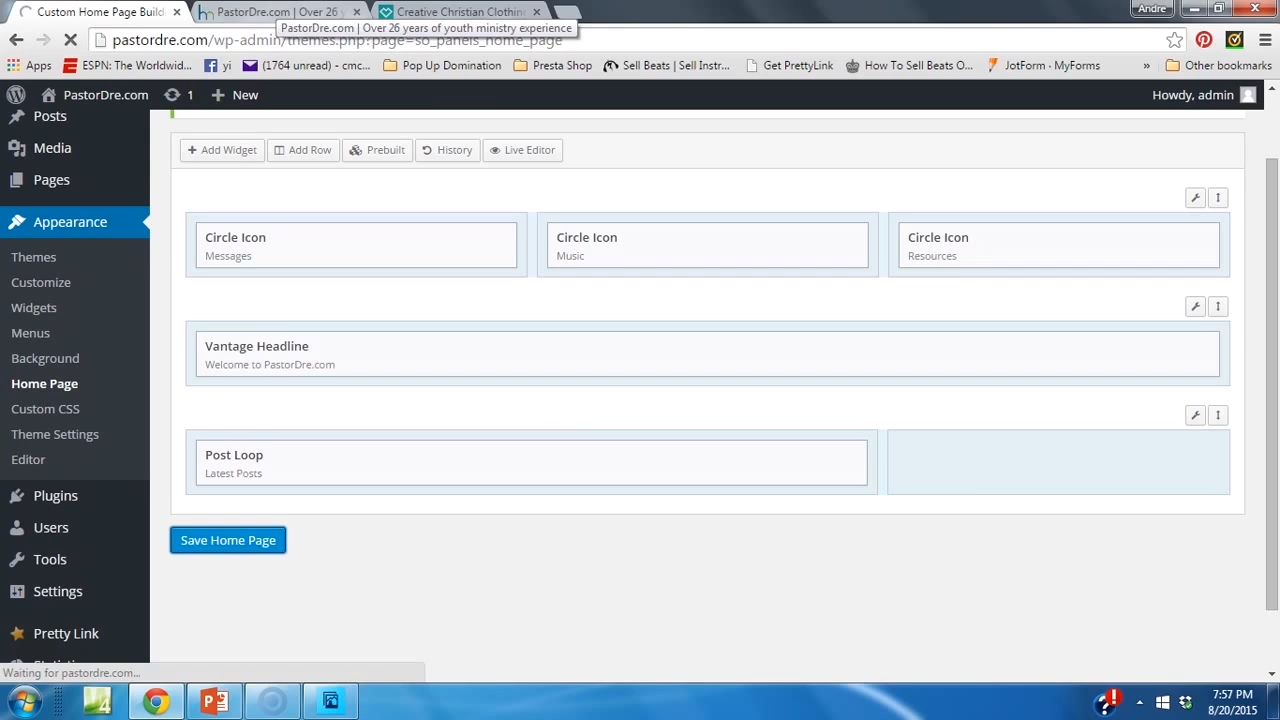 Custom Home Page Build
PastorDre.com | Over 26 y
Creative Christian Clothin
Andre
PastorDre.com | Over 26 years of youth ministry experience
pastordre.com/wp-admin/themes.php?page=so_panels_home_page
Apps
ESPN: The Worldwid...
yi
(1764 unread) - cmc...
Pop Up Domination
Presta Shop
Sell Beats | Sell Instr...
Get PrettyLink
How To Sell Beats O...
JotForm · MyForms
»
Other bookmarks
PastorDre.com
1
+ New
Howdy, admin
Posts
Media
Pages
Appearance
Themes
Customize
Widgets
Menus
Background
Home Page
Custom CSS
Theme Settings
Editor
Plugins
Users
Tools
Settings
Pretty Link
Add Widget
Add Row
Prebuilt
History
Live Editor
Circle Icon
Messages
Circle Icon
Music
Circle Icon
Resources
Vantage Headline
Welcome to PastorDre.com
Post Loop
Latest Posts
Save Home Page
Waiting for pastordre.com...
7:57 PM
8/20/2015